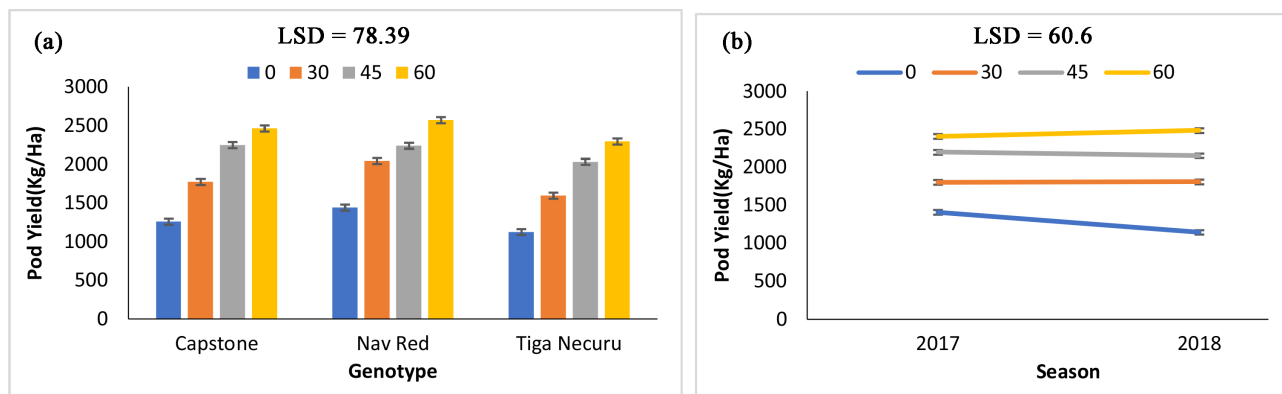 (a)
LSD = 78.39
0 30 45 60
3000
2500
2000
1500
1000
500
0
Pod Yield(Kg/Ha)
Capstone Nav Red Tiga Necuru
Genotype
(b)
LSD = 60.6
0 30 45 60
3000
2500
2000
1500
1000
500
0
Pod Yield(Kg/Ha)
2017 2018
Season